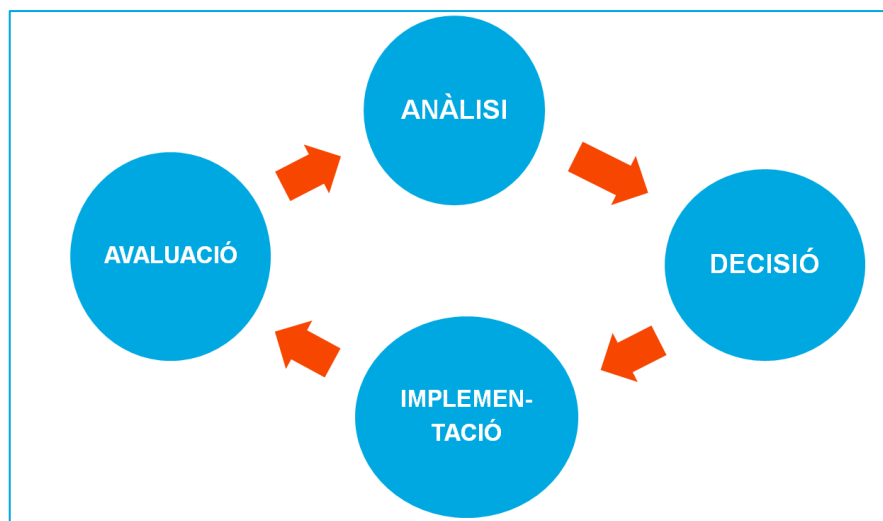 ANÀLISI
DECISIÓ
IMPLEMEN-
TACIÓ
AVALUACIÓ